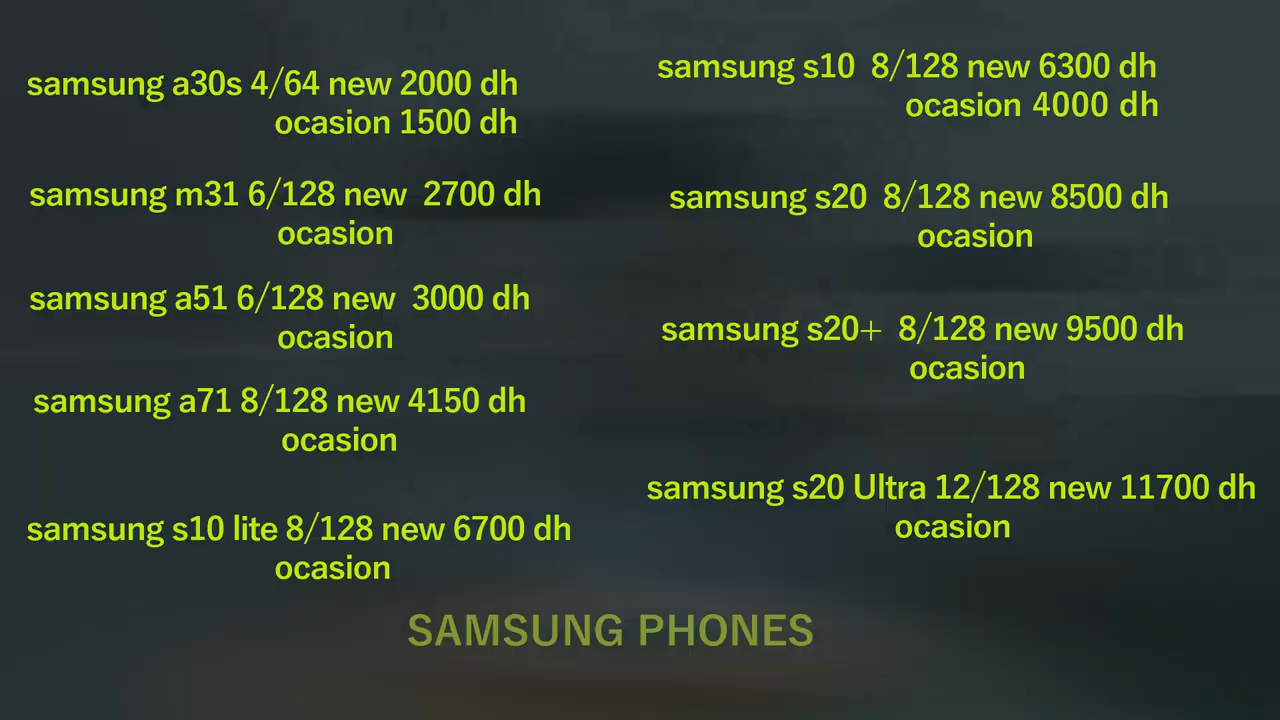 samsung a30s 4/64 new 2000 dh
ocasion 1500 dh
samsung m31 6/128 new 2700 dh
ocasion
samsung a51 6/128 new 3000 dh
ocasion
samsung a71 8/128 new 4150 dh
ocasion
samsung s10 lite 8/128 new 6700 dh
ocasion
samsung s10 8/128 new 6300 dh
ocasion 4000 dh
samsung s20 8/128 new 8500 dh
ocasion
samsung s20+ 8/128 new 9500 dh
ocasion
samsung s20 Ultra 12/128 new 11700 dh
ocasion
SAMSUNG PHONES